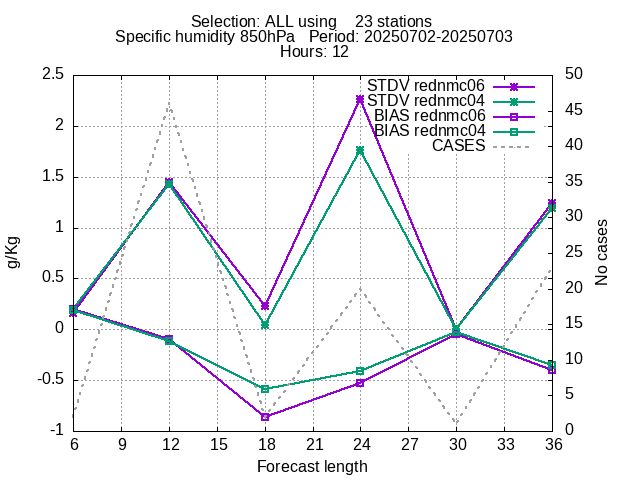 Selection: ALL using    23 stations
Specific humidity 850hPa   Period: 20250702-20250703
Hours: 12
STDV rednmc06
STDV rednmc04
BIAS rednmc06
BIAS rednmc04
CASES
2.5
2
1.5
1
0.5
0
-0.5
-1
g/Kg
50
45
40
35
30
25
20
15
10
5
0
No cases
6 9 12 15 18 21 24 27 30 33 36
Forecast length